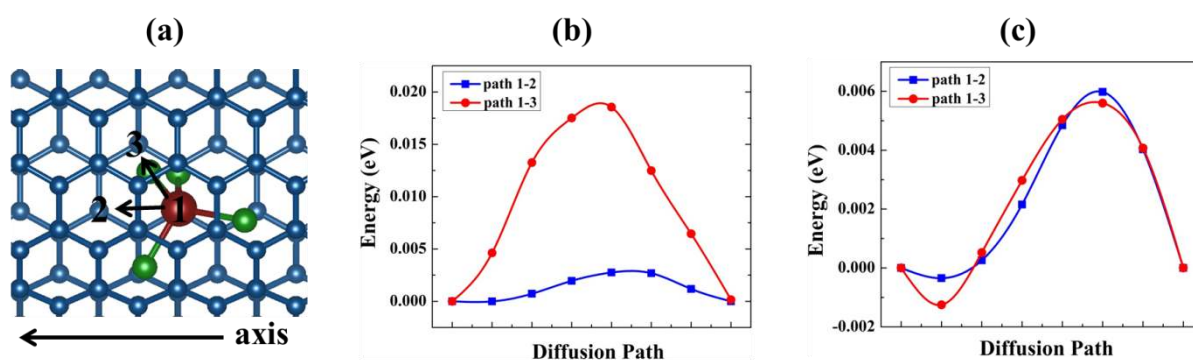 (a)
3
2
1
axis
(b)
path 1-2
path 1-3
Energy (eV)
0.020
0.015
0.010
0.005
0.000
Diffusion Path
(c)
path 1-2
path 1-3
Energy (eV)
0.006
0.004
0.002
0.000
-0.002
Diffusion Path